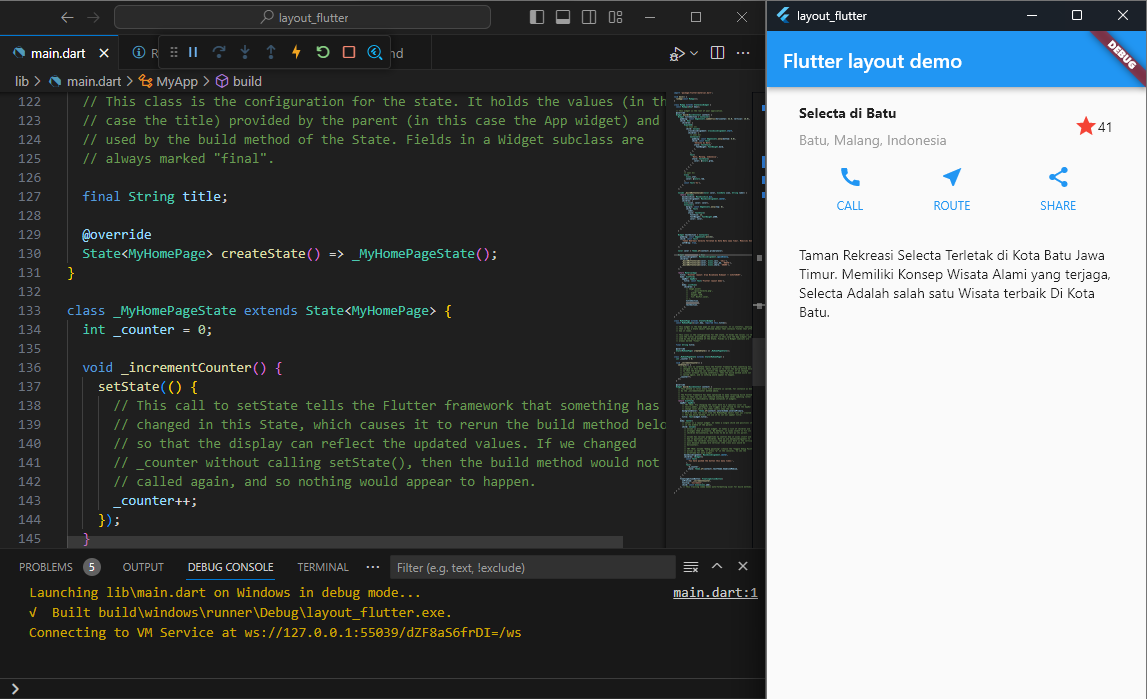 layout_flutter
main.dart
R
nd
lib > main.dart > MyApp > build
122 // This class is the configuration for the state. It holds the values (in th
123 // case the title) provided by the parent (in this case the App widget) and
124 // used by the build method of the State. Fields in a Widget subclass are
125 // always marked "final".
126
127 final String title;
128
129 @override
130 State<MyHomePage> createState() => _MyHomePageState();
131 }
132
133 class _MyHomePageState extends State<MyHomePage> {
134 int _counter = 0;
135
136 void _incrementCounter() {
137 setState(() {
138 // This call to setState tells the Flutter framework that something has
139 // changed in this State, which causes it to rerun the build method belo
140 // so that the display can reflect the updated values. If we changed
141 // _counter without calling setState(), then the build method would not
142 // called again, and so nothing would appear to happen.
143 _counter++;
144 });
145 }
PROBLEMS 5 OUTPUT DEBUG CONSOLE TERMINAL ... Filter (e.g. text, !exclude)
Launching lib\main.dart on Windows in debug mode... main.dart:1
√ Built build\windows\runner\Debug\layout_flutter.exe.
Connecting to VM Service at ws://127.0.0.1:55039/dZF8aS6frDI=/ws
layout_flutter
Flutter layout demo
DEBUG
Selecta di Batu
Batu, Malang, Indonesia
41
CALL ROUTE SHARE
Taman Rekreasi Selecta Terletak di Kota Batu Jawa
Timur. Memiliki Konsep Wisata Alami yang terjaga,
Selecta Adalah salah satu Wisata terbaik Di Kota
Batu.